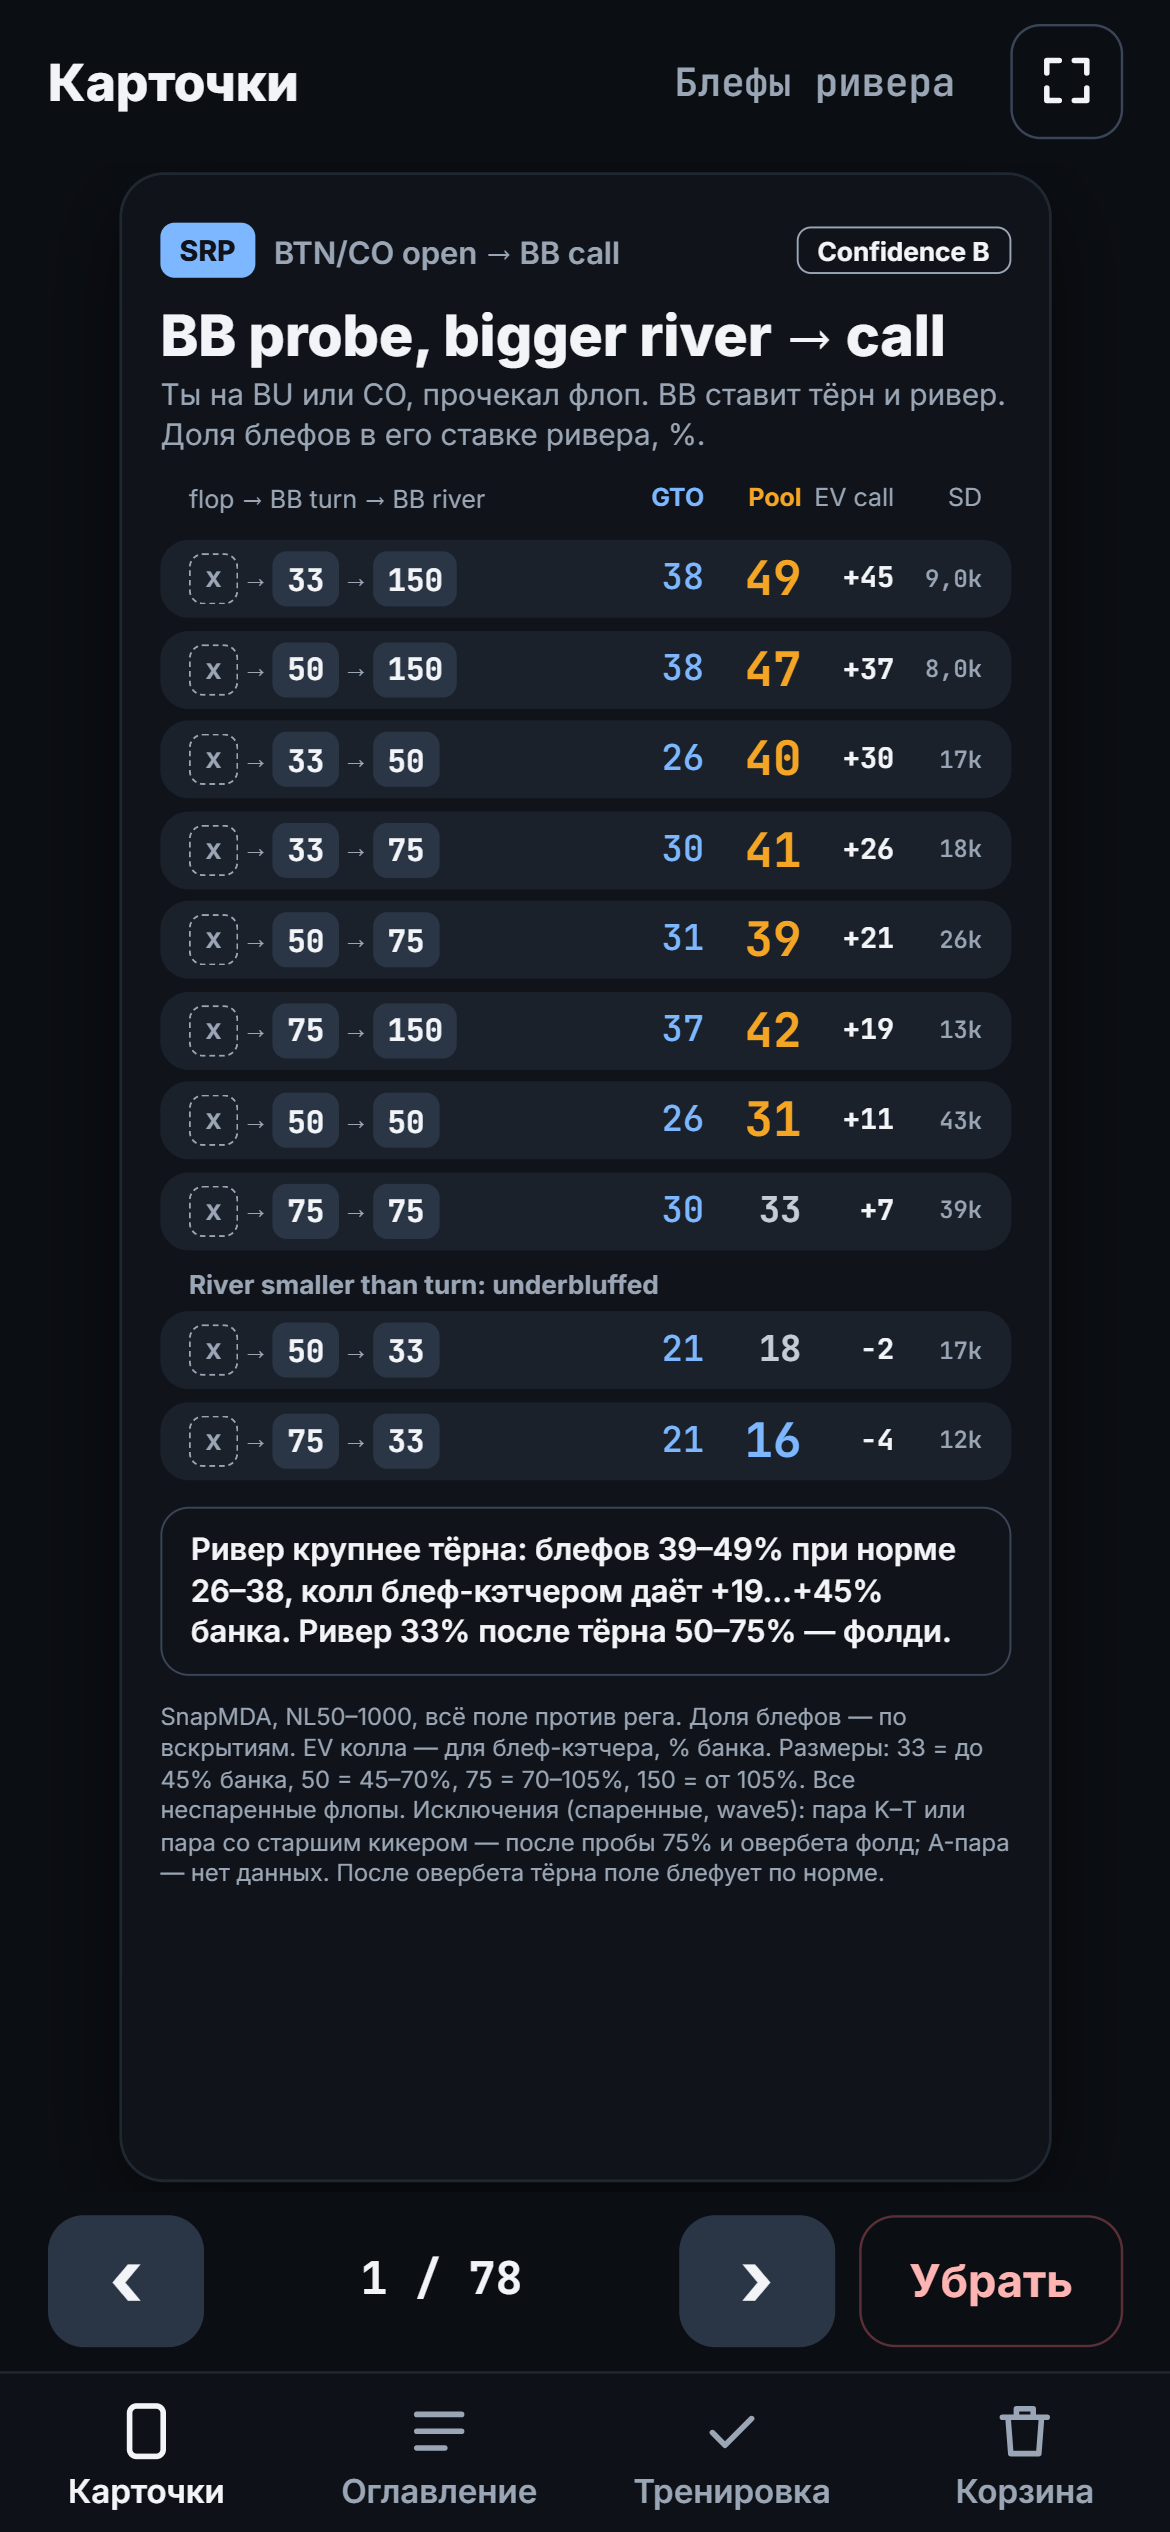 Карточки
Блефы ривера
SRP BTN/CO open → BB call Confidence B
BB probe, bigger river → call
Ты на BU или CO, прочекал флоп. BB ставит тёрн и ривер.
Доля блефов в его ставке ривера, %.
flop → BB turn → BB river GTO Pool EV call SD
X → 33 → 150 38 49 +45 9,0k
X → 50 → 150 38 47 +37 8,0k
X → 33 → 50 26 40 +30 17k
X → 33 → 75 30 41 +26 18k
X → 50 → 75 31 39 +21 26k
X → 75 → 150 37 42 +19 13k
X → 50 → 50 26 31 +11 43k
X → 75 → 75 30 33 +7 39k
River smaller than turn: underbluffed
X → 50 → 33 21 18 -2 17k
X → 75 → 33 21 16 -4 12k
Ривер крупнее тёрна: блефов 39–49% при норме
26–38, колл блеф-кэтчером даёт +19…+45%
банка. Ривер 33% после тёрна 50–75% — фолди.
SnapMDA, NL50–1000, всё поле против рега. Доля блефов — по
вскрытиям. EV колла — для блеф-кэтчера, % банка. Размеры: 33 = до
45% банка, 50 = 45–70%, 75 = 70–105%, 150 = от 105%. Все
неспаренные флопы. Исключения (спаренные, wave5): пара K–T или
пара со старшим кикером — после пробы 75% и овербета фолд; A-пара
— нет данных. После овербета тёрна поле блефует по норме.
‹ 1 / 78 › Убрать
Карточки Оглавление Тренировка Корзина